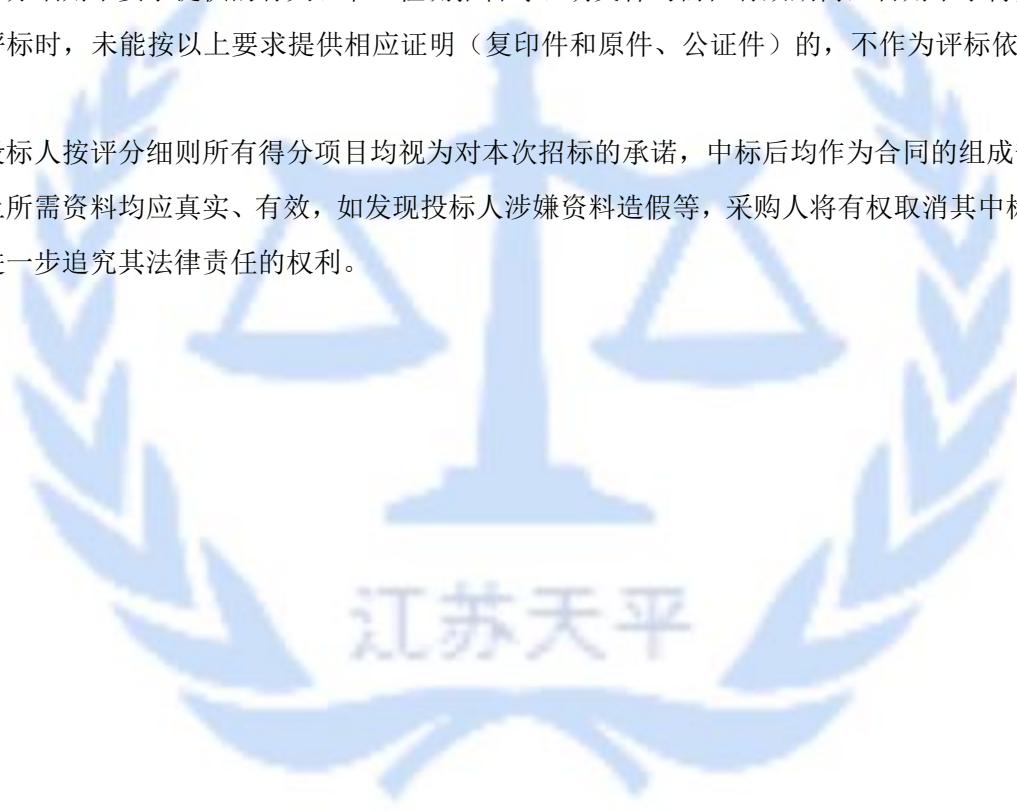 评标时，未能按以上要求提供相应证明（复印件和原件、公证件）的，不作为评标依
标人按评分细则所有得分项目均视为对本次招标的承诺，中标后均作为合同的组成
所需资料均应真实、有效，如发现投标人涉嫌资料造假等，采购人将有权取消其中标
一步追究其法律责任的权利。
江苏天平